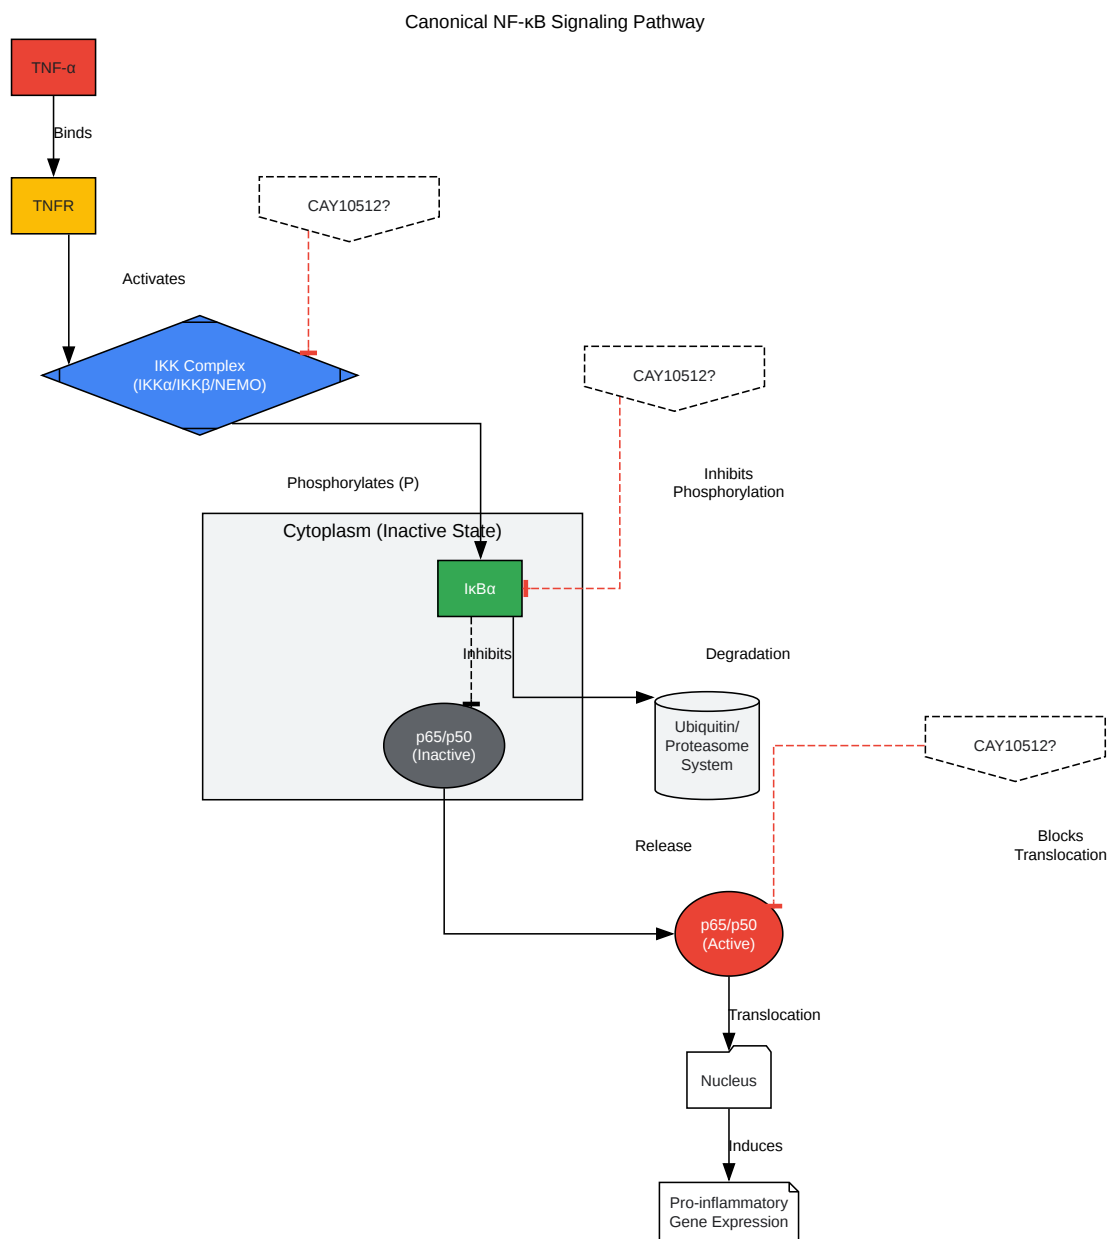 Canonical NF-κB Signaling Pathway
TNF-α
Binds
TNFR
CAY10512?
Activates
IKK Complex
(IKKα/IKKβ/NEMO)
CAY10512?
Inhibits
Phosphorylation
Phosphorylates (P)
Cytoplasm (Inactive State)
IκBα
Inhibits
Degradation
p65/p50
(Inactive)
Ubiquitin/
Proteasome
System
CAY10512?
Release
Blocks
Translocation
p65/p50
(Active)
Translocation
Nucleus
Induces
Pro-inflammatory
Gene Expression